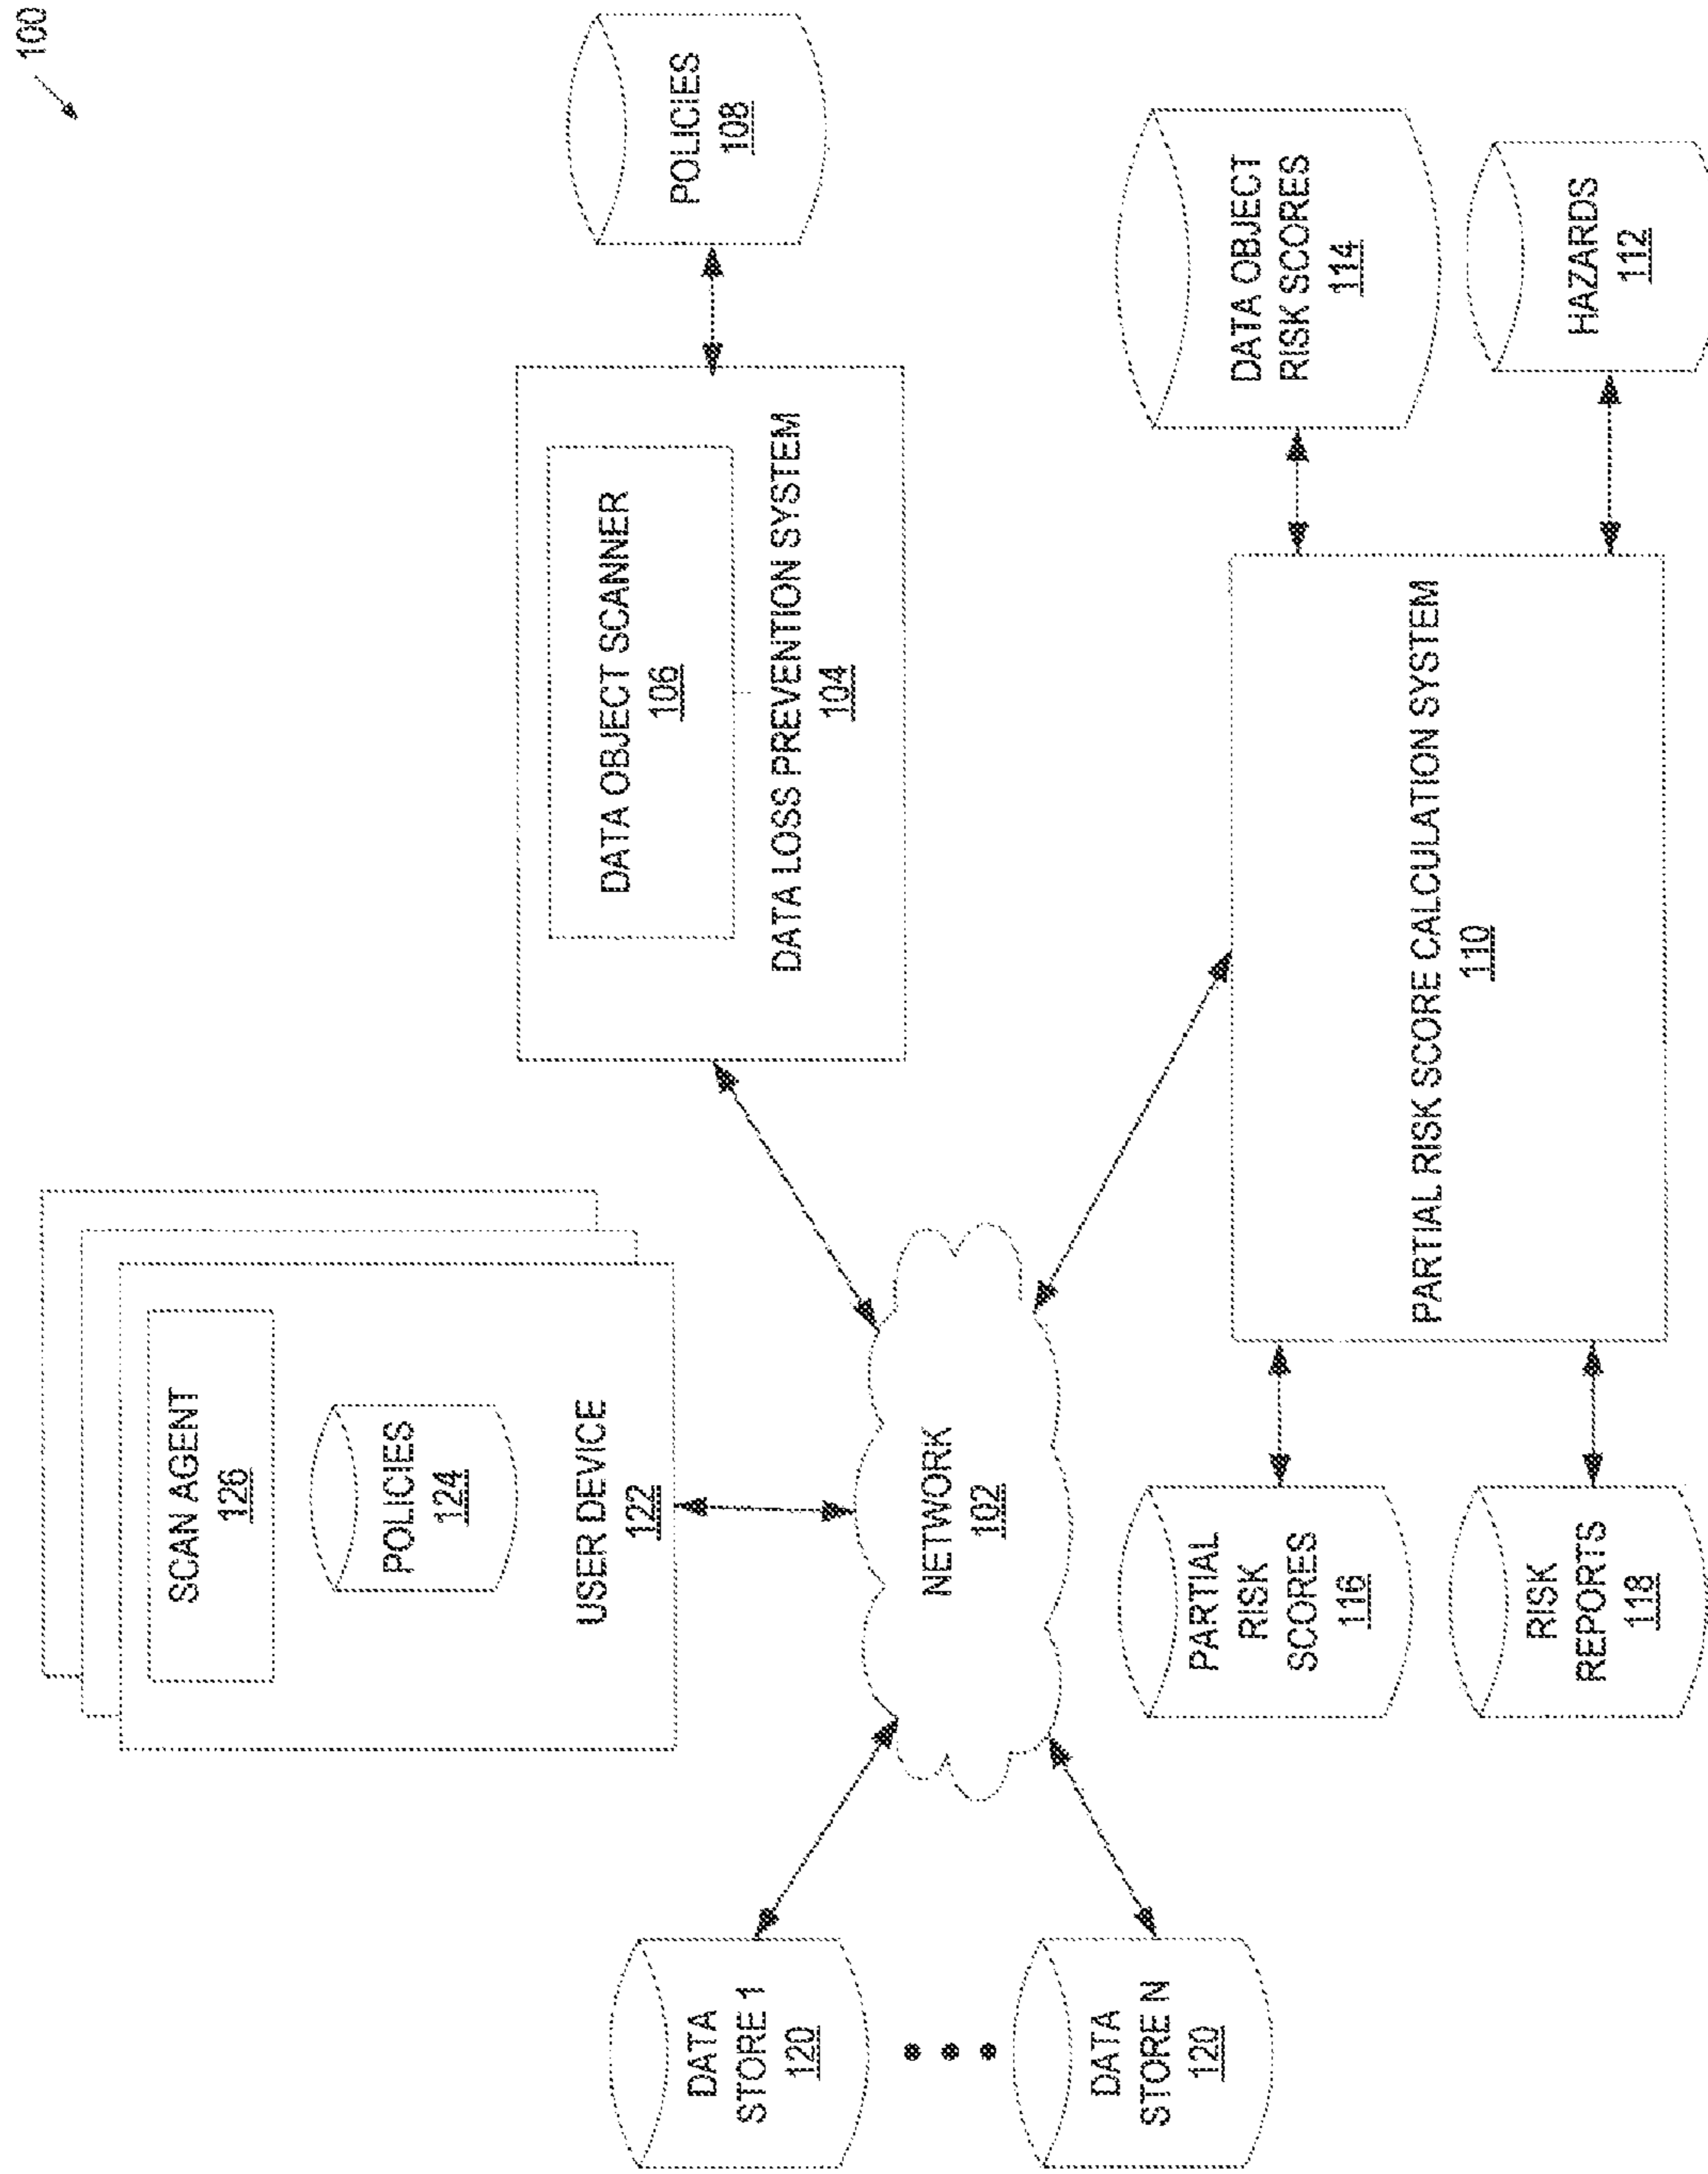 100
SCAN AGENT
126
POLICIES
124
USER DEVICE
122
DATA OBJECT SCANNER
106
DATA LOSS PREVENTION SYSTEM
104
POLICIES
108
DATA
STORE 1
120
DATA
STORE N
120
NETWORK
102
PARTIAL
RISK
SCORES
116
RISK
REPORTS
118
PARTIAL RISK SCORE CALCULATION SYSTEM
110
DATA OBJECT
RISK SCORES
114
HAZARDS
112